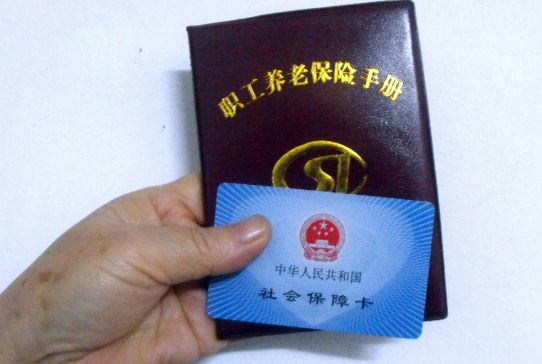 职工养老保险手册
中华人民共和国
社会保障卡